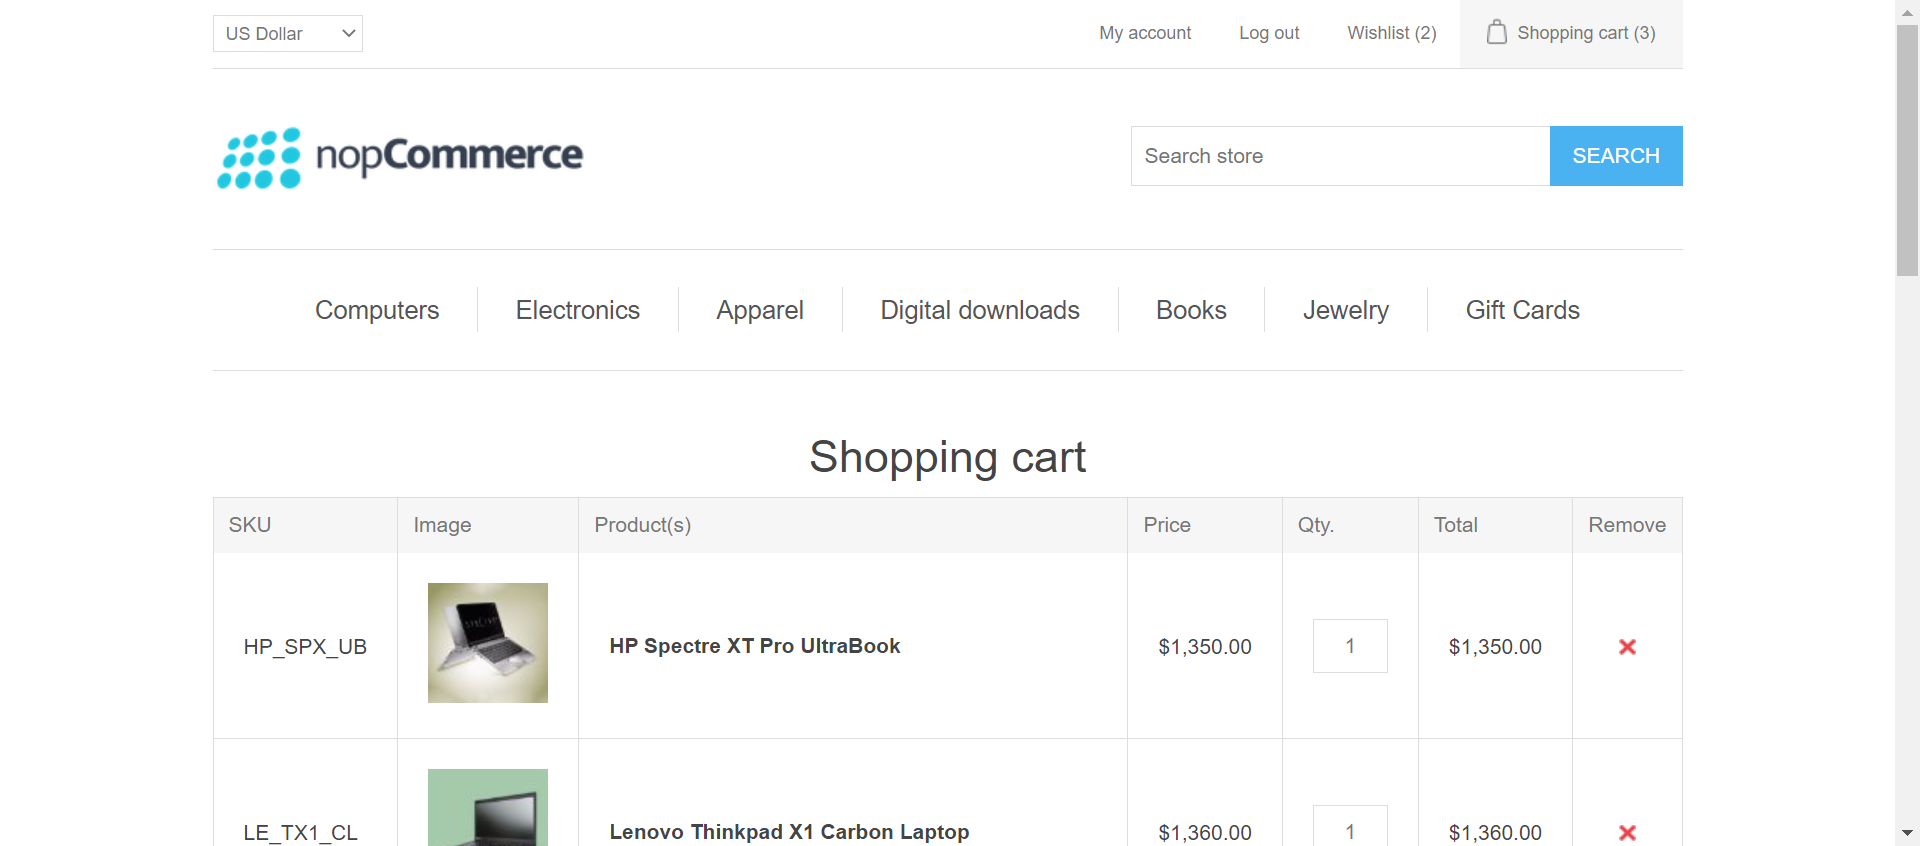 US Dollar
My account
Log out
Wishlist (2)
Shopping cart (3)
nopCommerce
Search store
SEARCH
Computers
Electronics
Apparel
Digital downloads
Books
Jewelry
Gift Cards
Shopping cart
SKU Image Product(s) Price Qty. Total Remove
HP_SPX_UB HP Spectre XT Pro UltraBook $1,350.00 1 $1,350.00
LE_TX1_CL Lenovo Thinkpad X1 Carbon Laptop $1,360.00 1 $1,360.00